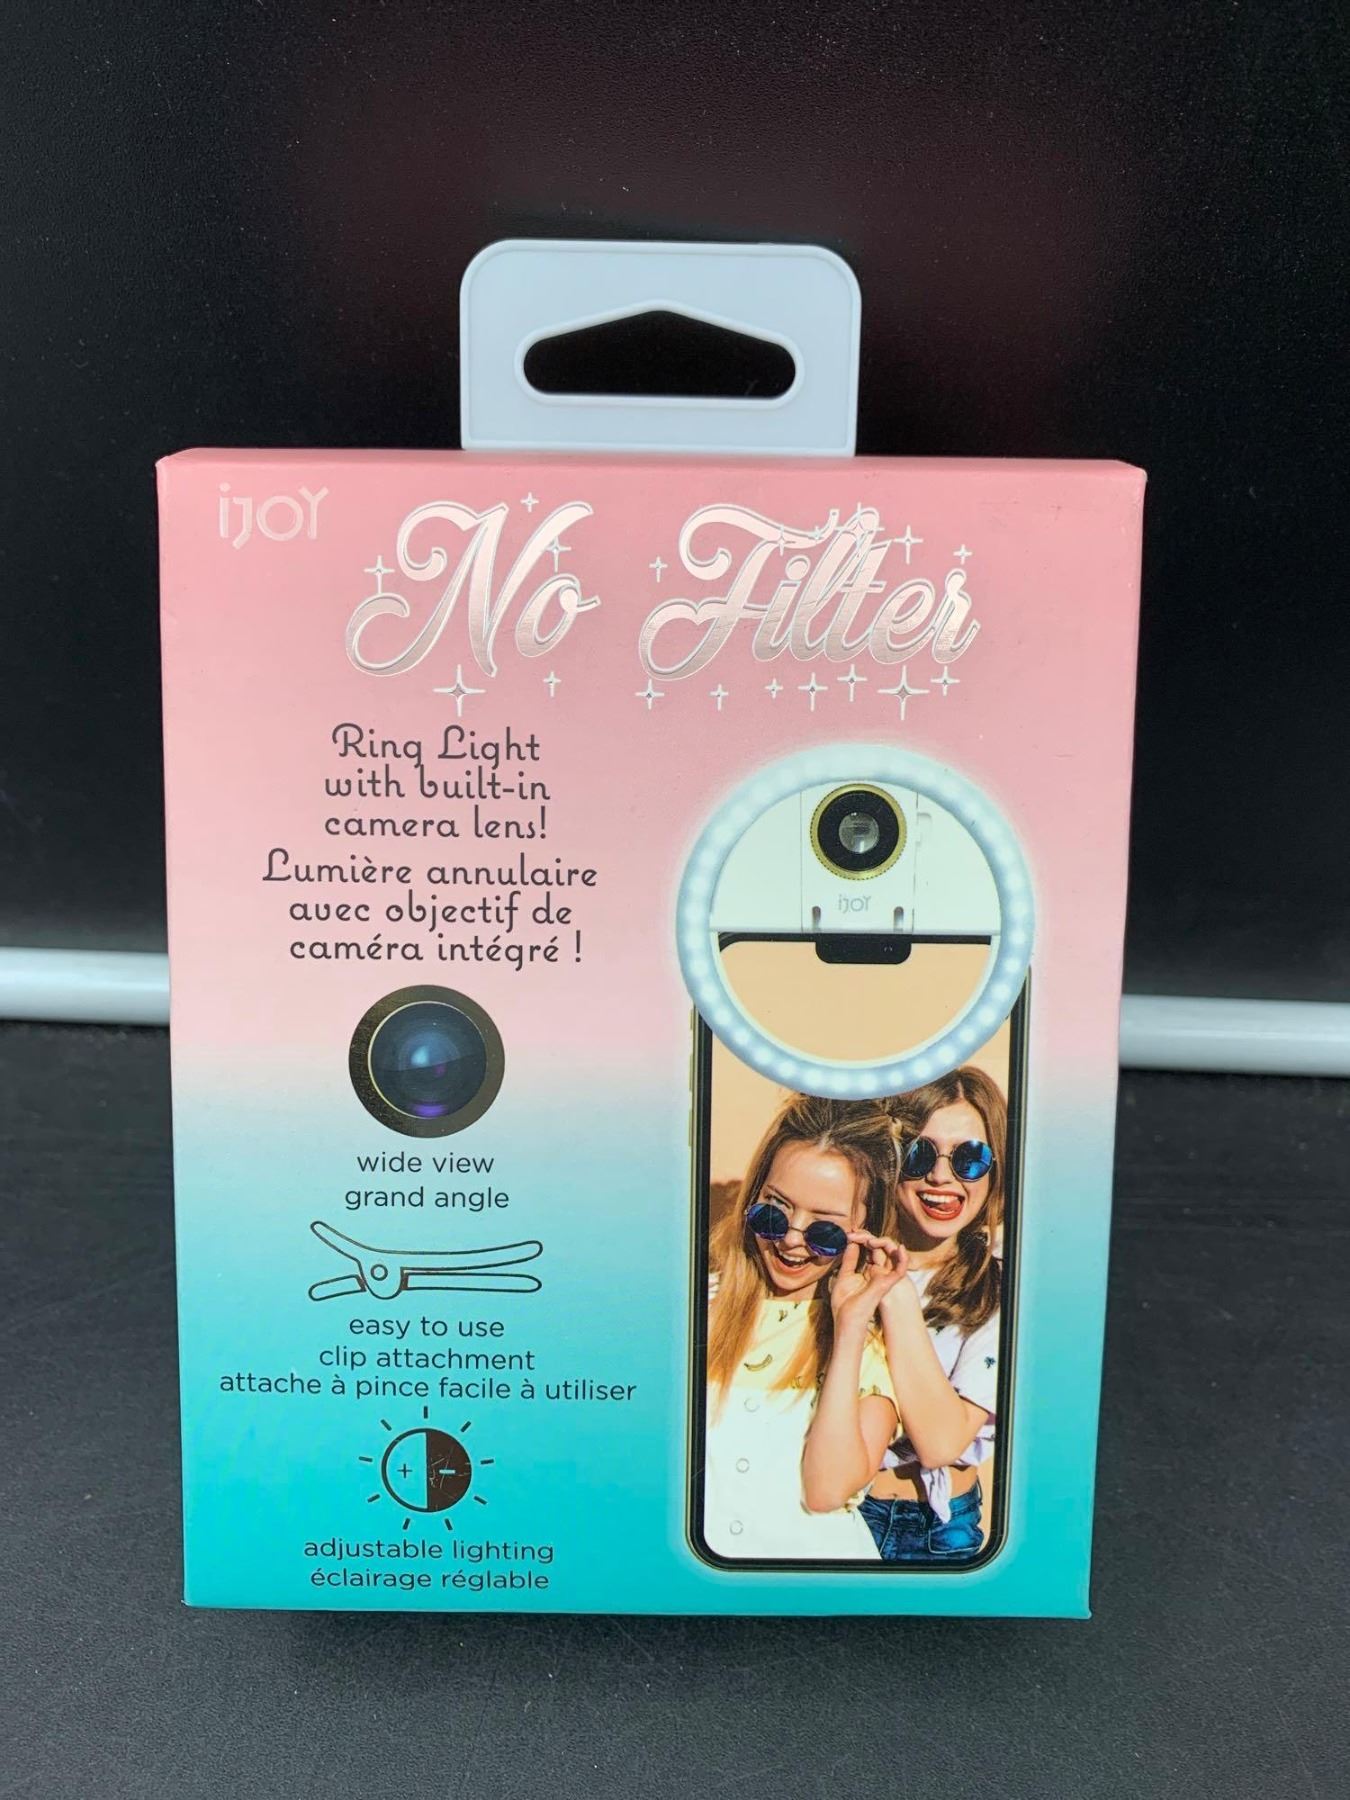 ijoy
No Filter
Ring Light
with built-in
camera lens!
Lumière annulaire
avec objectif de
caméra intégré !
ijoy
wide view
grand angle
easy to use
clip attachment
attache à pince facile à utiliser
+ -
adjustable lighting
éclairage réglable